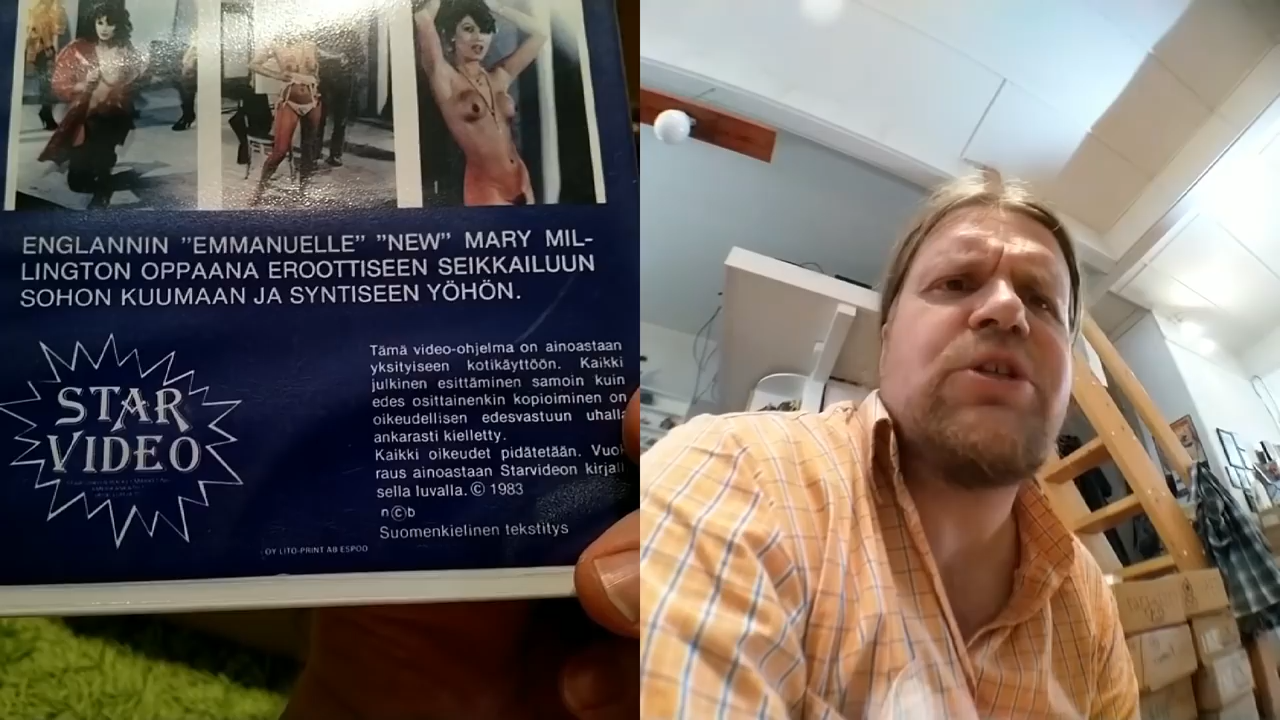 ENGLANNIN "EMMANUELLE" "NEW" MARY MIL-
LINGTON OPPAANA EROOTTISEEN SEIKKAILUUN
SOHON KUUMAAN JA SYNTISEEN YÖHÖN.
STAR
VIDEO
Tämä video-ohjelma on ainoastaan
yksityiseen kotikäyttöön. Kaikki
julkinen esittäminen samoin kuin
edes osittainenkin kopioiminen on
oikeudellisen edesvastuun uhalla
ankarasti kielletty.
Kaikki oikeudet pidätetään. Vuok
raus ainoastaan Starvideon kirjal
sella luvalla. © 1983
n©b
Suomenkielinen tekstitys
OY LITO-PRINT AB ESPOO